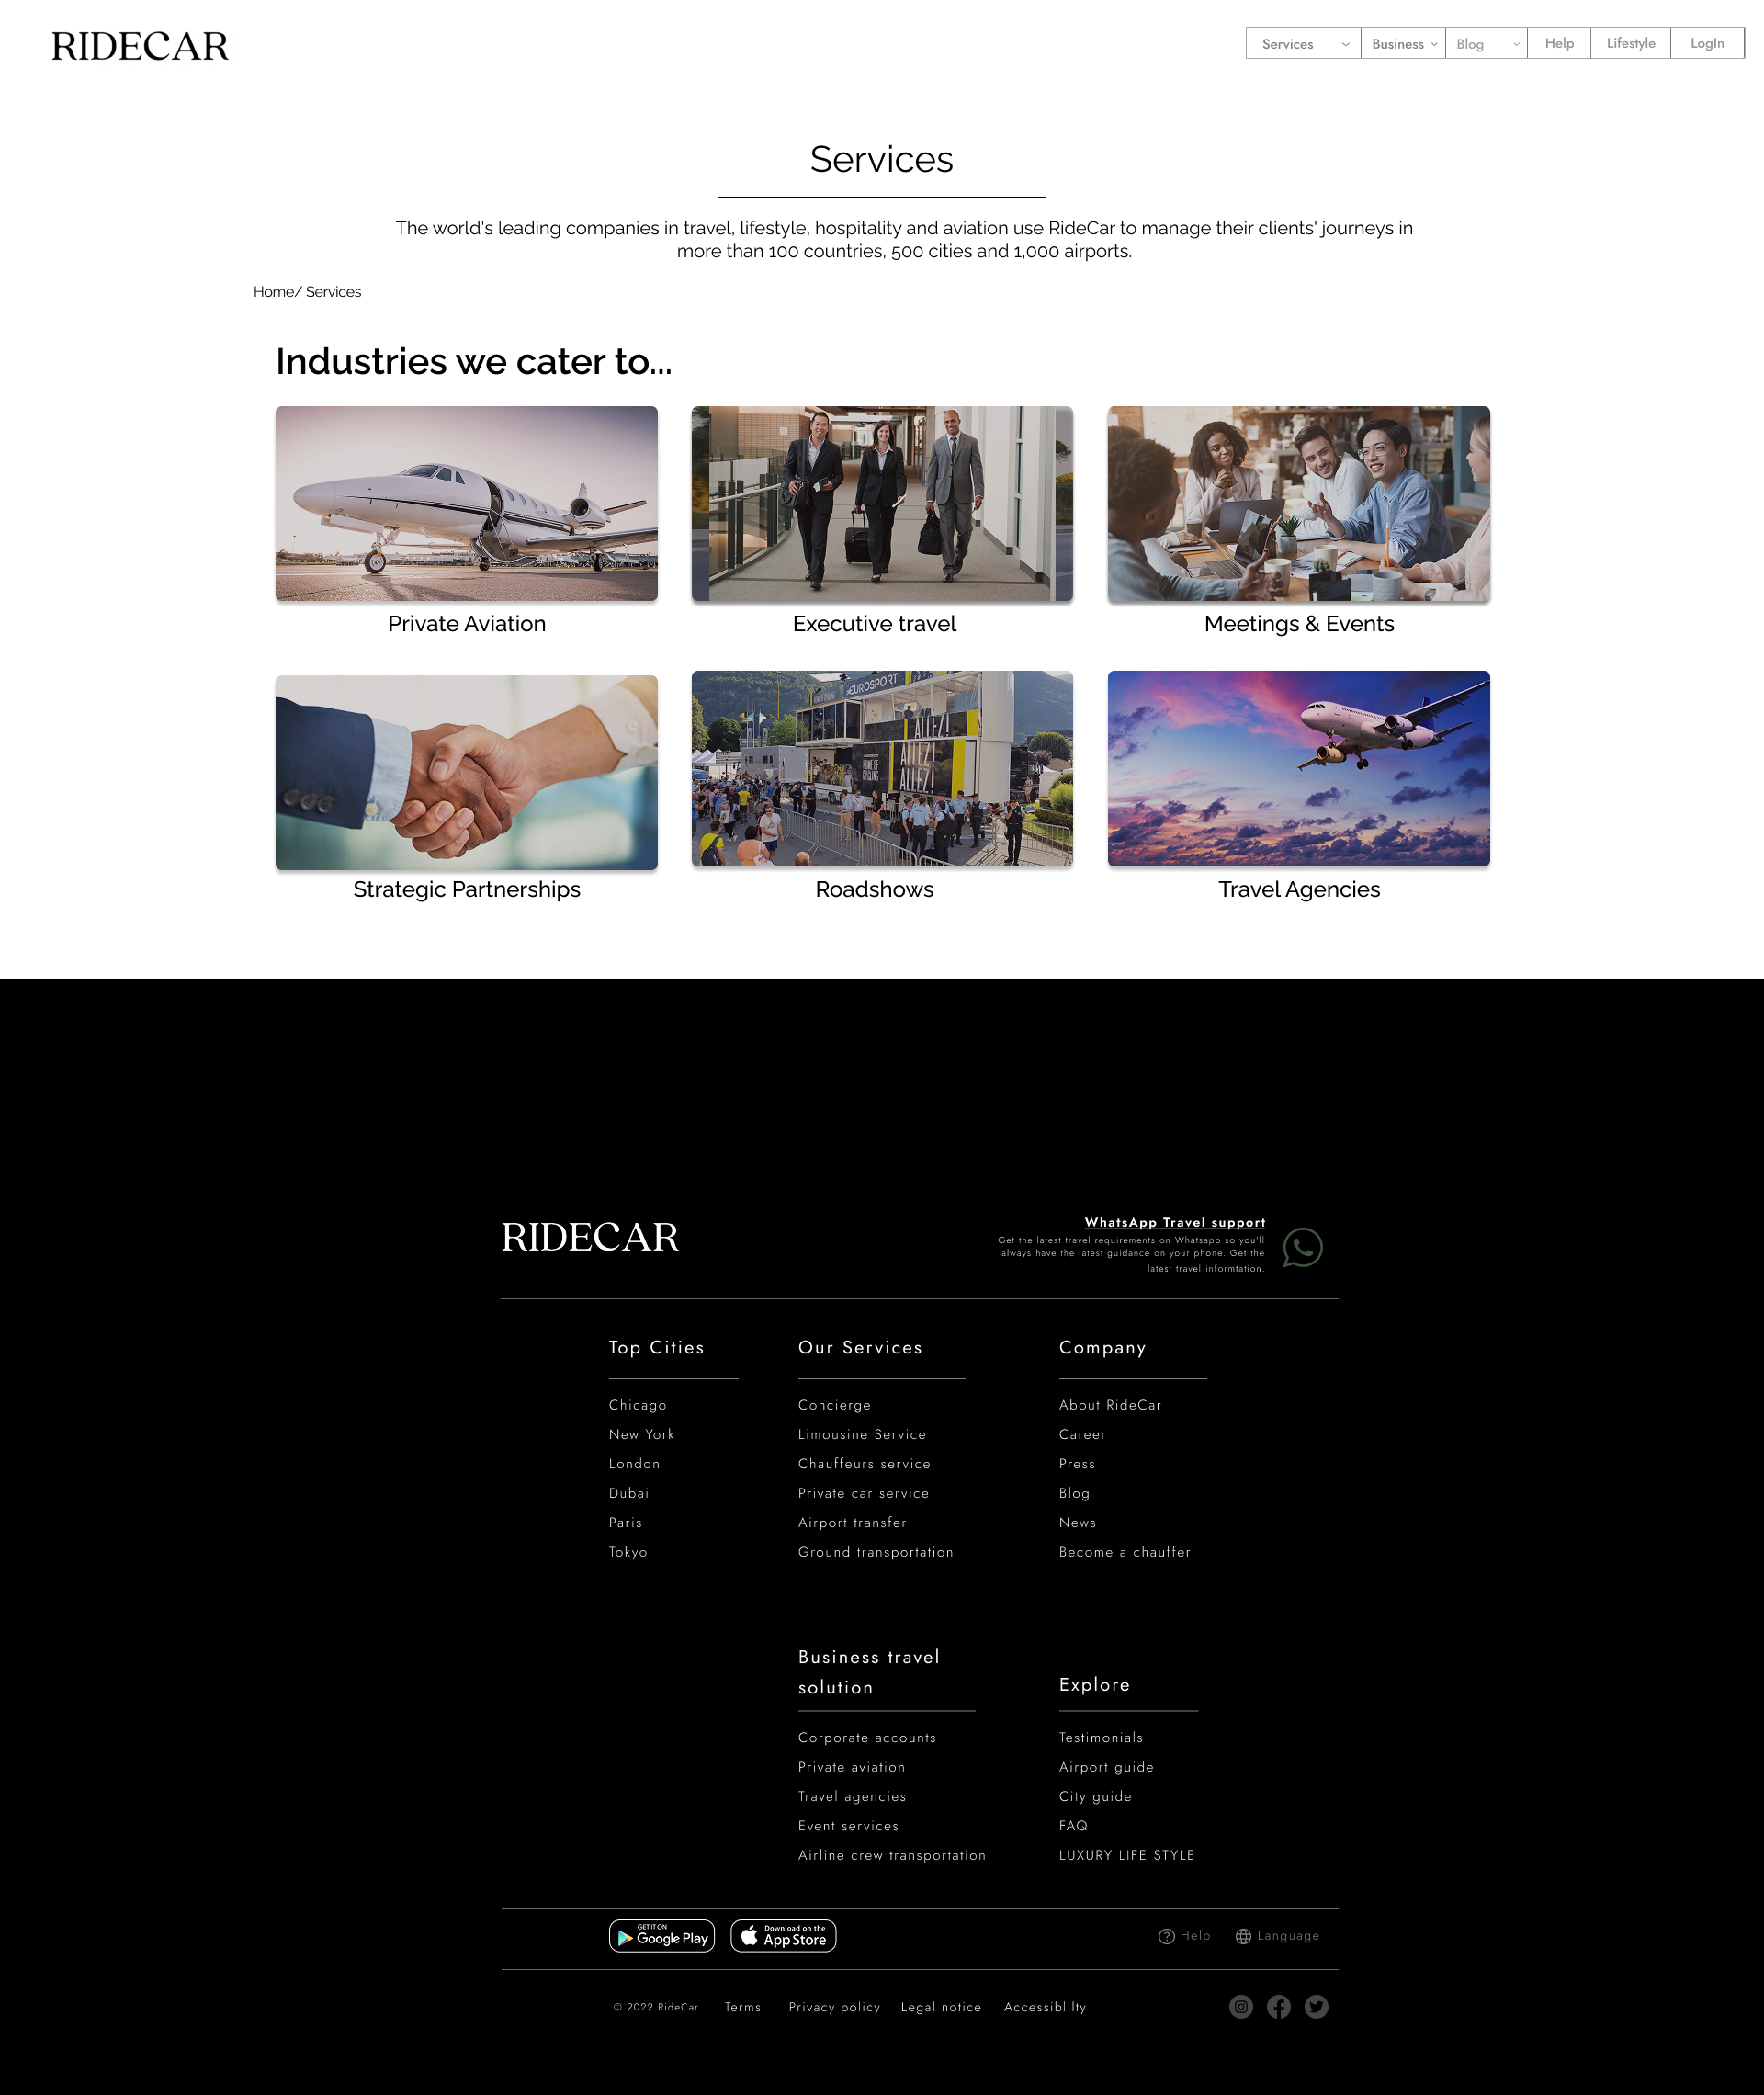 RIDECAR
Services
Business
Blog
Help
Lifestyle
LogIn
Services
The world's leading companies in travel, lifestyle, hospitality and aviation use RideCar to manage their clients' journeys in
more than 100 countries, 500 cities and 1,000 airports.
Home/ Services
Industries we cater to...
Private Aviation
Executive travel
Meetings & Events
EUROSPORT
ALLEZ!
ALLEZ!
ALLEZ!
HOME OF
CYCLING
Strategic Partnerships
Roadshows
Travel Agencies
RIDECAR
WhatsApp Travel support
Get the latest travel requirements on Whatsapp so you'll
always have the latest guidance on your phone. Get the
latest travel informtation.
Top Cities
Chicago
New York
London
Dubai
Paris
Tokyo
Our Services
Concierge
Limousine Service
Chauffeurs service
Private car service
Airport transfer
Ground transportation
Company
About RideCar
Career
Press
Blog
News
Become a chauffer
Business travel
solution
Corporate accounts
Private aviation
Travel agencies
Event services
Airline crew transportation
Explore
Testimonials
Airport guide
City guide
FAQ
LUXURY LIFE STYLE
GET IT ON
Google Play
Download on the
App Store
Help
Language
© 2022 RideCar
Terms
Privacy policy
Legal notice
Accessiblilty